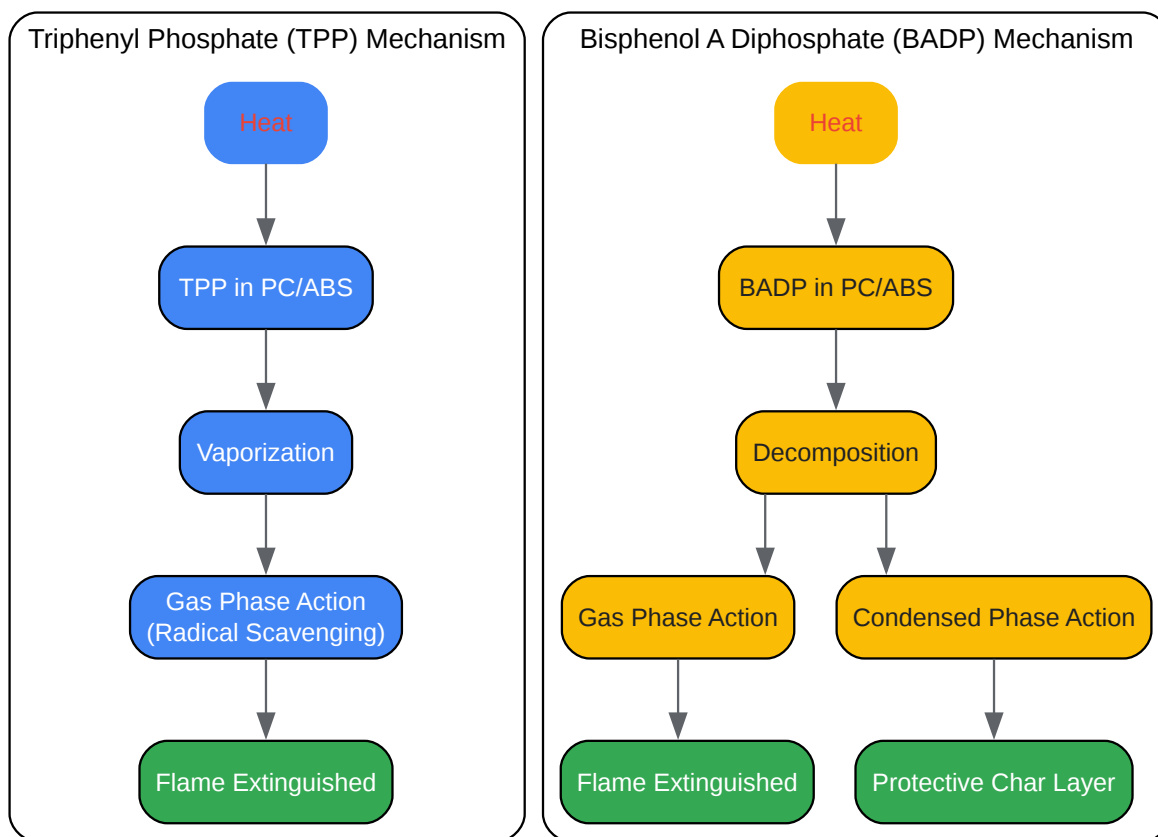 Triphenyl Phosphate (TPP) Mechanism
Heat
TPP in PC/ABS
Vaporization
Gas Phase Action
(Radical Scavenging)
Flame Extinguished
Bisphenol A Diphosphate (BADP) Mechanism
Heat
BADP in PC/ABS
Decomposition
Gas Phase Action
Condensed Phase Action
Flame Extinguished
Protective Char Layer